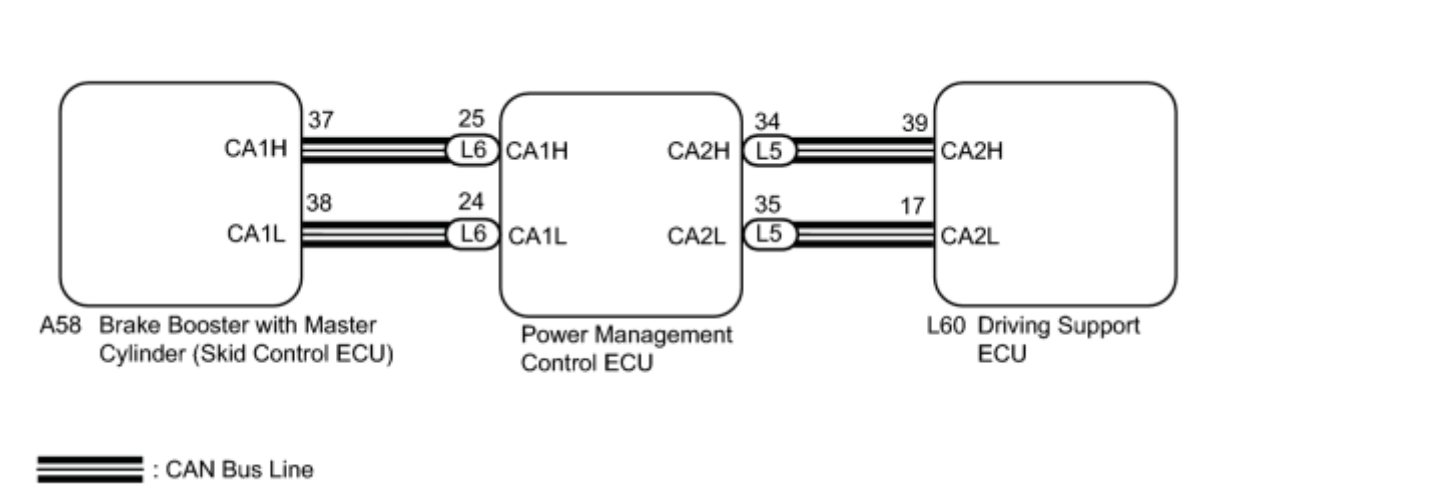 37 25 34 39
CA1H L6 CA1H CA2H L5 CA2H
38 24 35 17
CA1L L6 CA1L CA2L L5 CA2L
A58 Brake Booster with Master
Cylinder (Skid Control ECU)
Power Management
Control ECU
L60 Driving Support
ECU
: CAN Bus Line